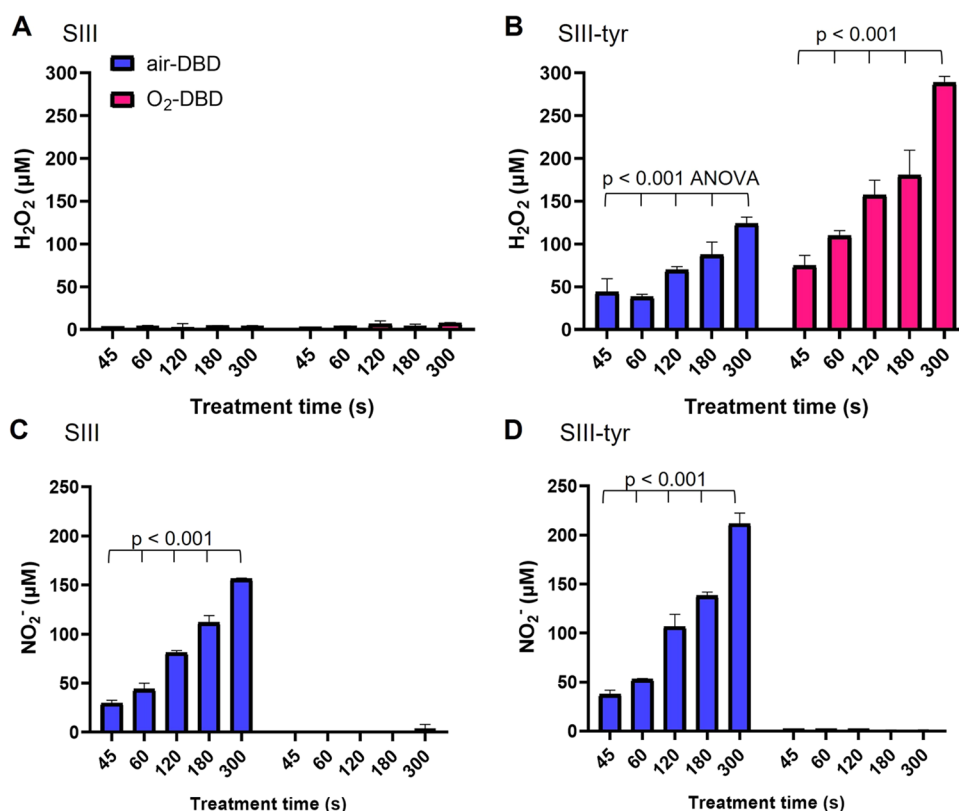 A SIII
air-DBD
O₂-DBD
H₂O₂ (µM)
300
250
200
150
100
50
0
45 60 120 180 300 45 60 120 180 300
Treatment time (s)
B SIII-tyr
p < 0.001
p < 0.001 ANOVA
H₂O₂ (µM)
300
250
200
150
100
50
0
45 60 120 180 300 45 60 120 180 300
Treatment time (s)
C SIII
p < 0.001
NO₂⁻ (µM)
250
200
150
100
50
0
45 60 120 180 300 45 60 120 180 300
Treatment time (s)
D SIII-tyr
p < 0.001
NO₂⁻ (µM)
250
200
150
100
50
0
45 60 120 180 300 45 60 120 180 300
Treatment time (s)